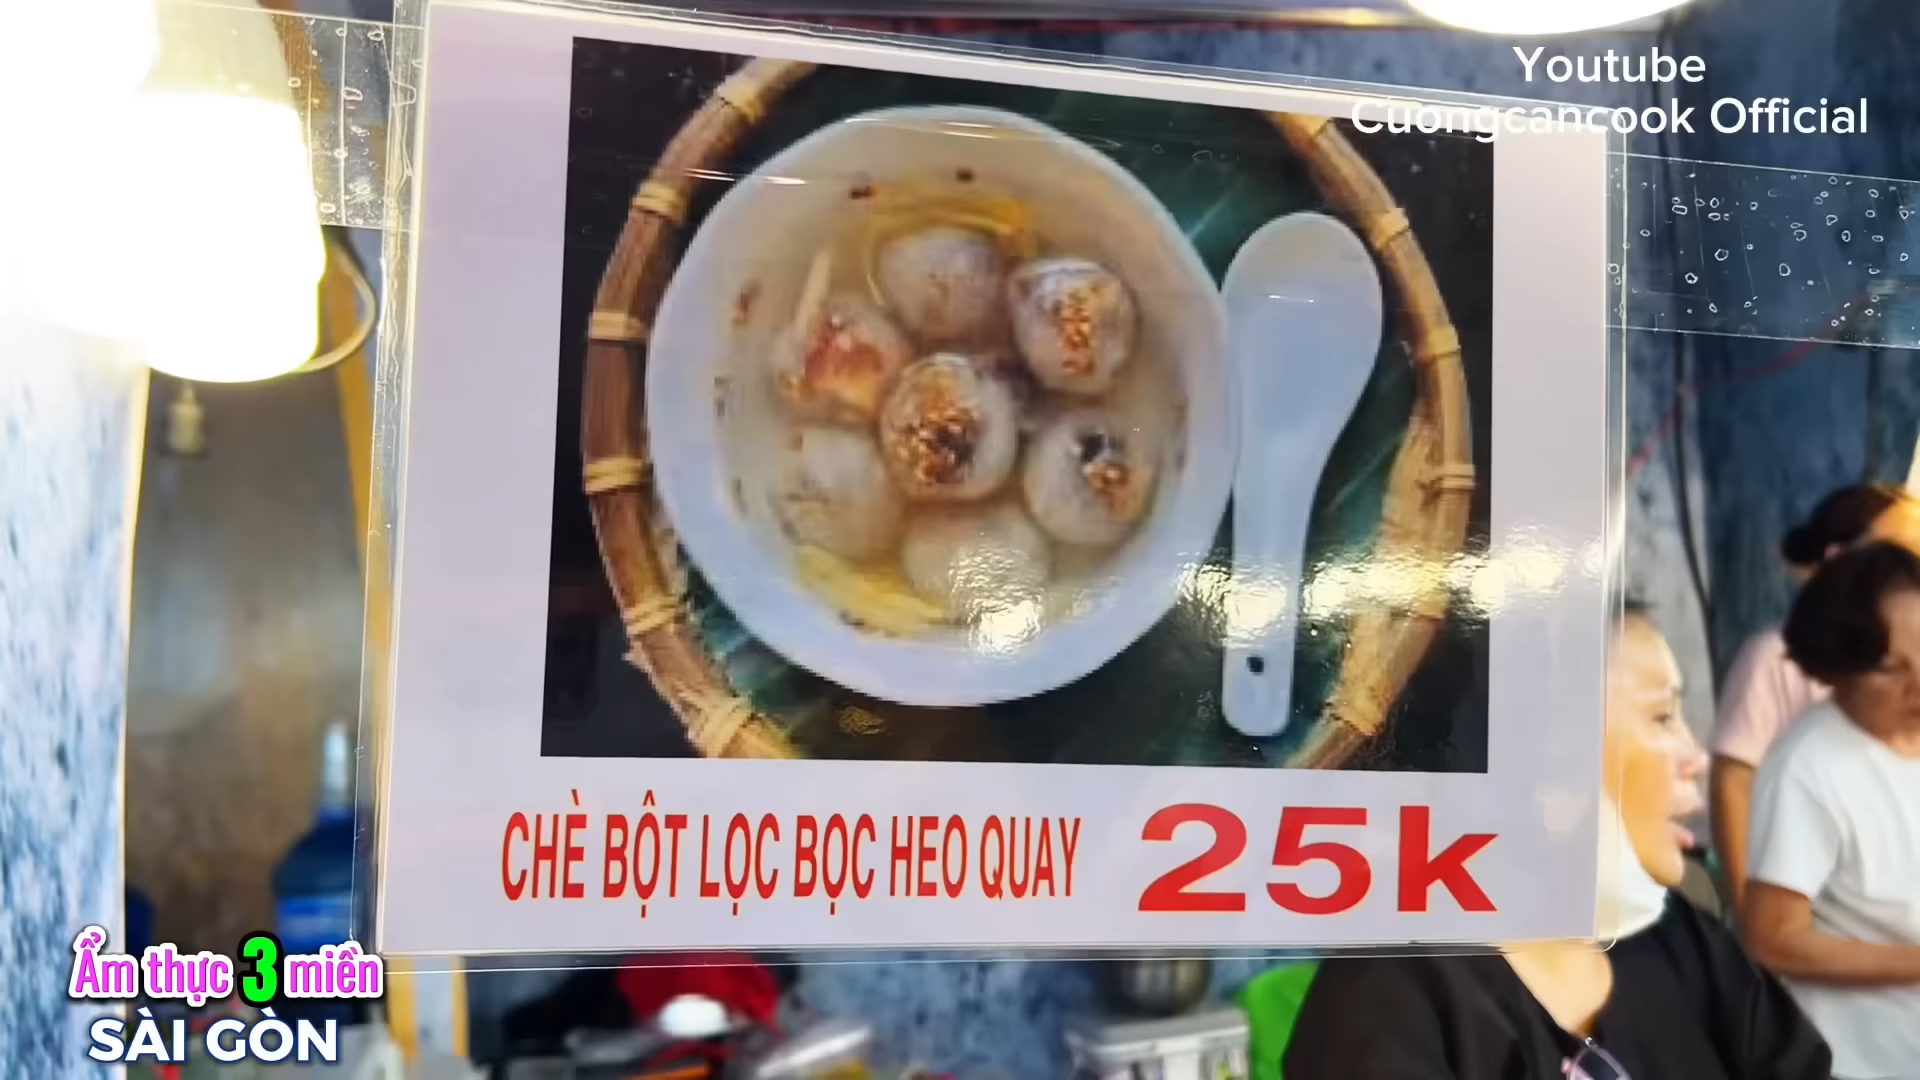 Youtube
Cuongcancook Official
CHÈ BỘT LỌC BỌC HEO QUAY 25k
Ẩm thực 3 miền
SÀI GÒN